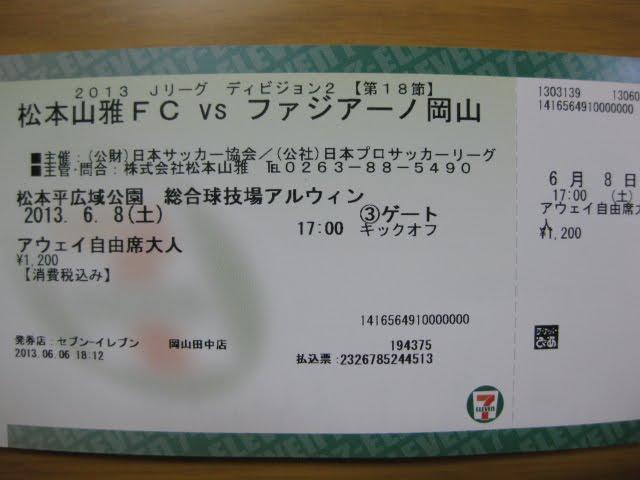 2013 Jリーグ ディビジョン2 【第18節】
松本山雅FC VS ファジアーノ岡山
■主催:(公財)日本サッカー協会/(公社)日本プロサッカーリーグ
■主管・問合:株式会社松本山雅 ℡0263-88-5490
松本平広域公園 総合球技場アルウィン
2013. 6. 8(土) ③ゲート
17:00 キックオフ
アウェイ自由席大人
¥1,200
【消費税込み】
1416564910000000
発券店:セブン-イレブン 岡山田中店 194375
2013.06.06 18:12 払込票:2326785244513
7
ELEVEN
1303139 13060
1416564910000000
6月 8日
17:00 (土)
アウェイ自由席大
人
¥1,200
ぴあ
7-ELEVEN